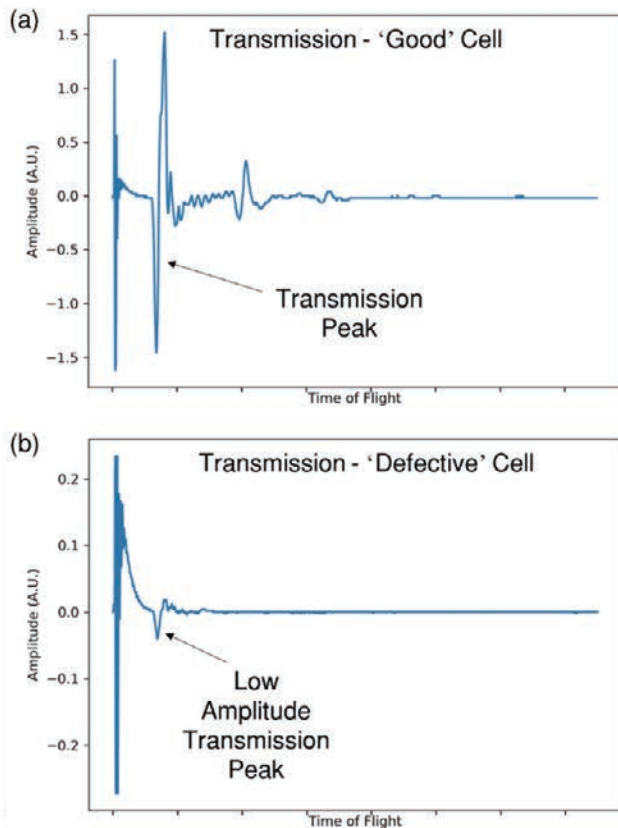 (a)
Transmission - ‘Good’ Cell
1.5
1.0
0.5
0.0
−0.5
−1.0
−1.5
Amplitude (A.U.)
Transmission
Peak
Time of Flight
(b)
Transmission - ‘Defective’ Cell
0.2
0.1
0.0
−0.1
−0.2
Amplitude (A.U.)
Low
Amplitude
Transmission
Peak
Time of Flight